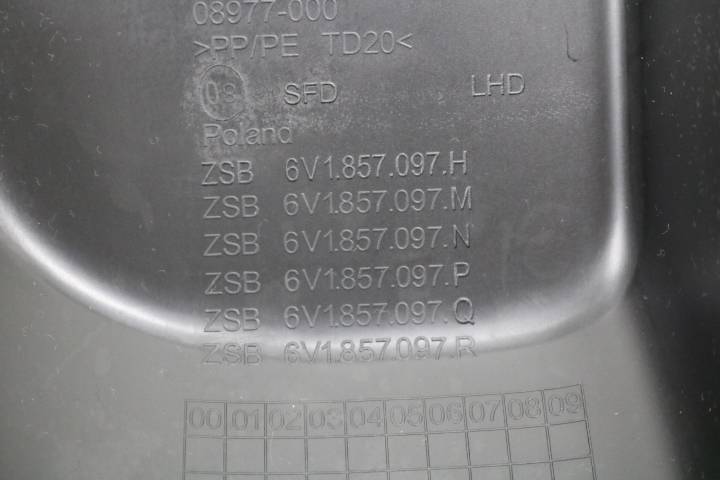 08977-000
>PP/PE TD20<
08 SFD LHD
Poland
ZSB 6V1.857.097.H
ZSB 6V1.857.097.M
ZSB 6V1.857.097.N
ZSB 6V1.857.097.P
ZSB 6V1.857.097.Q
ZSB 6V1.857.097.R
00 01 02 03 04 05 06 07 08 09